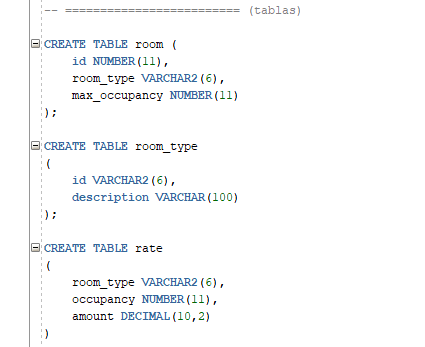 -- ========================= (tablas)
CREATE TABLE room (
id NUMBER(11),
room_type VARCHAR2(6),
max_occupancy NUMBER(11)
);
CREATE TABLE room_type
(
id VARCHAR2(6),
description VARCHAR(100)
);
CREATE TABLE rate
(
room_type VARCHAR2(6),
occupancy NUMBER(11),
amount DECIMAL(10,2)
)